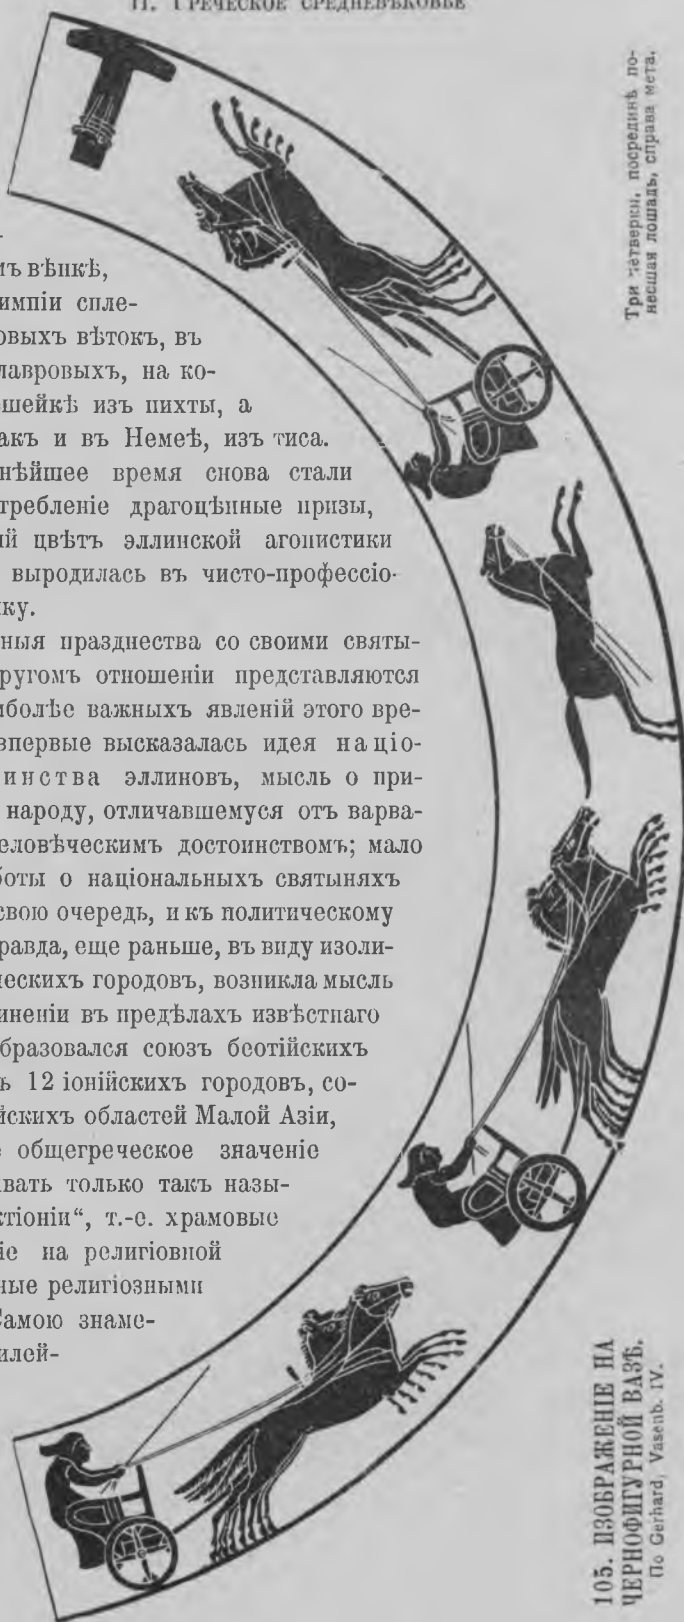 II. ГРЕЧЕСКОЕ СРЕДНЕВѢКОВЬЕ
мъ вѣнкѣ,
имніи спле-
овыхъ вѣтокъ, въ
лавровыхъ, на ко-
шейкѣ изъ пихты, а
акъ и въ Немеѣ, изъ тиса.
нѣйшее время снова стали
требленіе драгоцѣнные призы,
ій цвѣтъ эллинской агонистики
выродилась въ чисто-профессіо-
ку.
ныя празднества со своими святы-
ругомъ отношеніи представляются
иболѣе важныхъ явленій этого вре-
впервые высказалась идея націо-
инства эллиновъ, мысль о при-
народу, отличавшемуся отъ варва-
еловѣческимъ достоинствомъ; мало
боты о національныхъ святыняхъ
свою очередь, и къ политическому
равда, еще раньше, въ виду изоли-
ческихъ городовъ, возникла мысль
иненіи въ предѣлахъ извѣстнаго
бразовался союзъ беотійскихъ
ъ 12 іонійскихъ городовъ, со-
йскихъ областей Малой Азіи,
е общегреческое значеніе
ивать только такъ назы-
ктіоніи“, т.-е. храмовые
іе на религіовной
ные религіозными
Самою знаме-
илей-
Три четверки, посрединѣ по-
несшая лошадь, справа мета.
105. ИЗОБРАЖЕНІЕ НА
ЧЕРНОФИГУРНОЙ ВАЗѢ.
По Gerhard, Vasenb. IV.